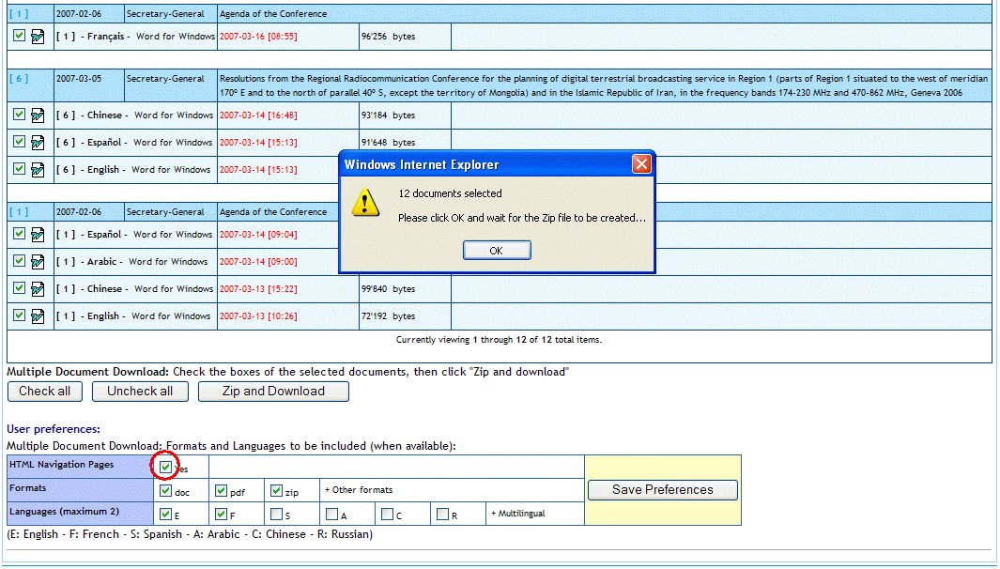 [ 1 ] 2007-02-06 Secretary-General Agenda of the Conference
[ 1 ] - Français - Word for Windows 2007-03-16 [08:55] 96'256 bytes
[ 6 ] 2007-03-05 Secretary-General Resolutions from the Regional Radiocommunication Conference for the planning of digital terrestrial broadcasting service in Region 1 (parts of Region 1 situated to the west of meridian
170º E and to the north of parallel 40º S, except the territory of Mongolia) and in the Islamic Republic of Iran, in the frequency bands 174-230 MHz and 470-862 MHz, Geneva 2006
[ 6 ] - Chinese - Word for Windows 2007-03-14 [16:48] 93'184 bytes
[ 6 ] - Español - Word for Windows 2007-03-14 [15:13] 91'648 bytes
[ 6 ] - English - Word for Windows 2007-03-14 [15:13]
Windows Internet Explorer
12 documents selected
Please click OK and wait for the Zip file to be created...
OK
[ 1 ] 2007-02-06 Secretary-General Agenda of the Conference
[ 1 ] - Español - Word for Windows 2007-03-14 [09:04]
[ 1 ] - Arabic - Word for Windows 2007-03-14 [09:00]
[ 1 ] - Chinese - Word for Windows 2007-03-13 [15:22] 99'840 bytes
[ 1 ] - English - Word for Windows 2007-03-13 [10:26] 72'192 bytes
Currently viewing 1 through 12 of 12 total items.
Multiple Document Download: Check the boxes of the selected documents, then click "Zip and download"
Check all Uncheck all Zip and Download
User preferences:
Multiple Document Download: Formats and Languages to be included (when available):
HTML Navigation Pages Yes
Formats doc pdf zip + Other formats
Save Preferences
Languages (maximum 2) E F S A C R + Multilingual
(E: English - F: French - S: Spanish - A: Arabic - C: Chinese - R: Russian)